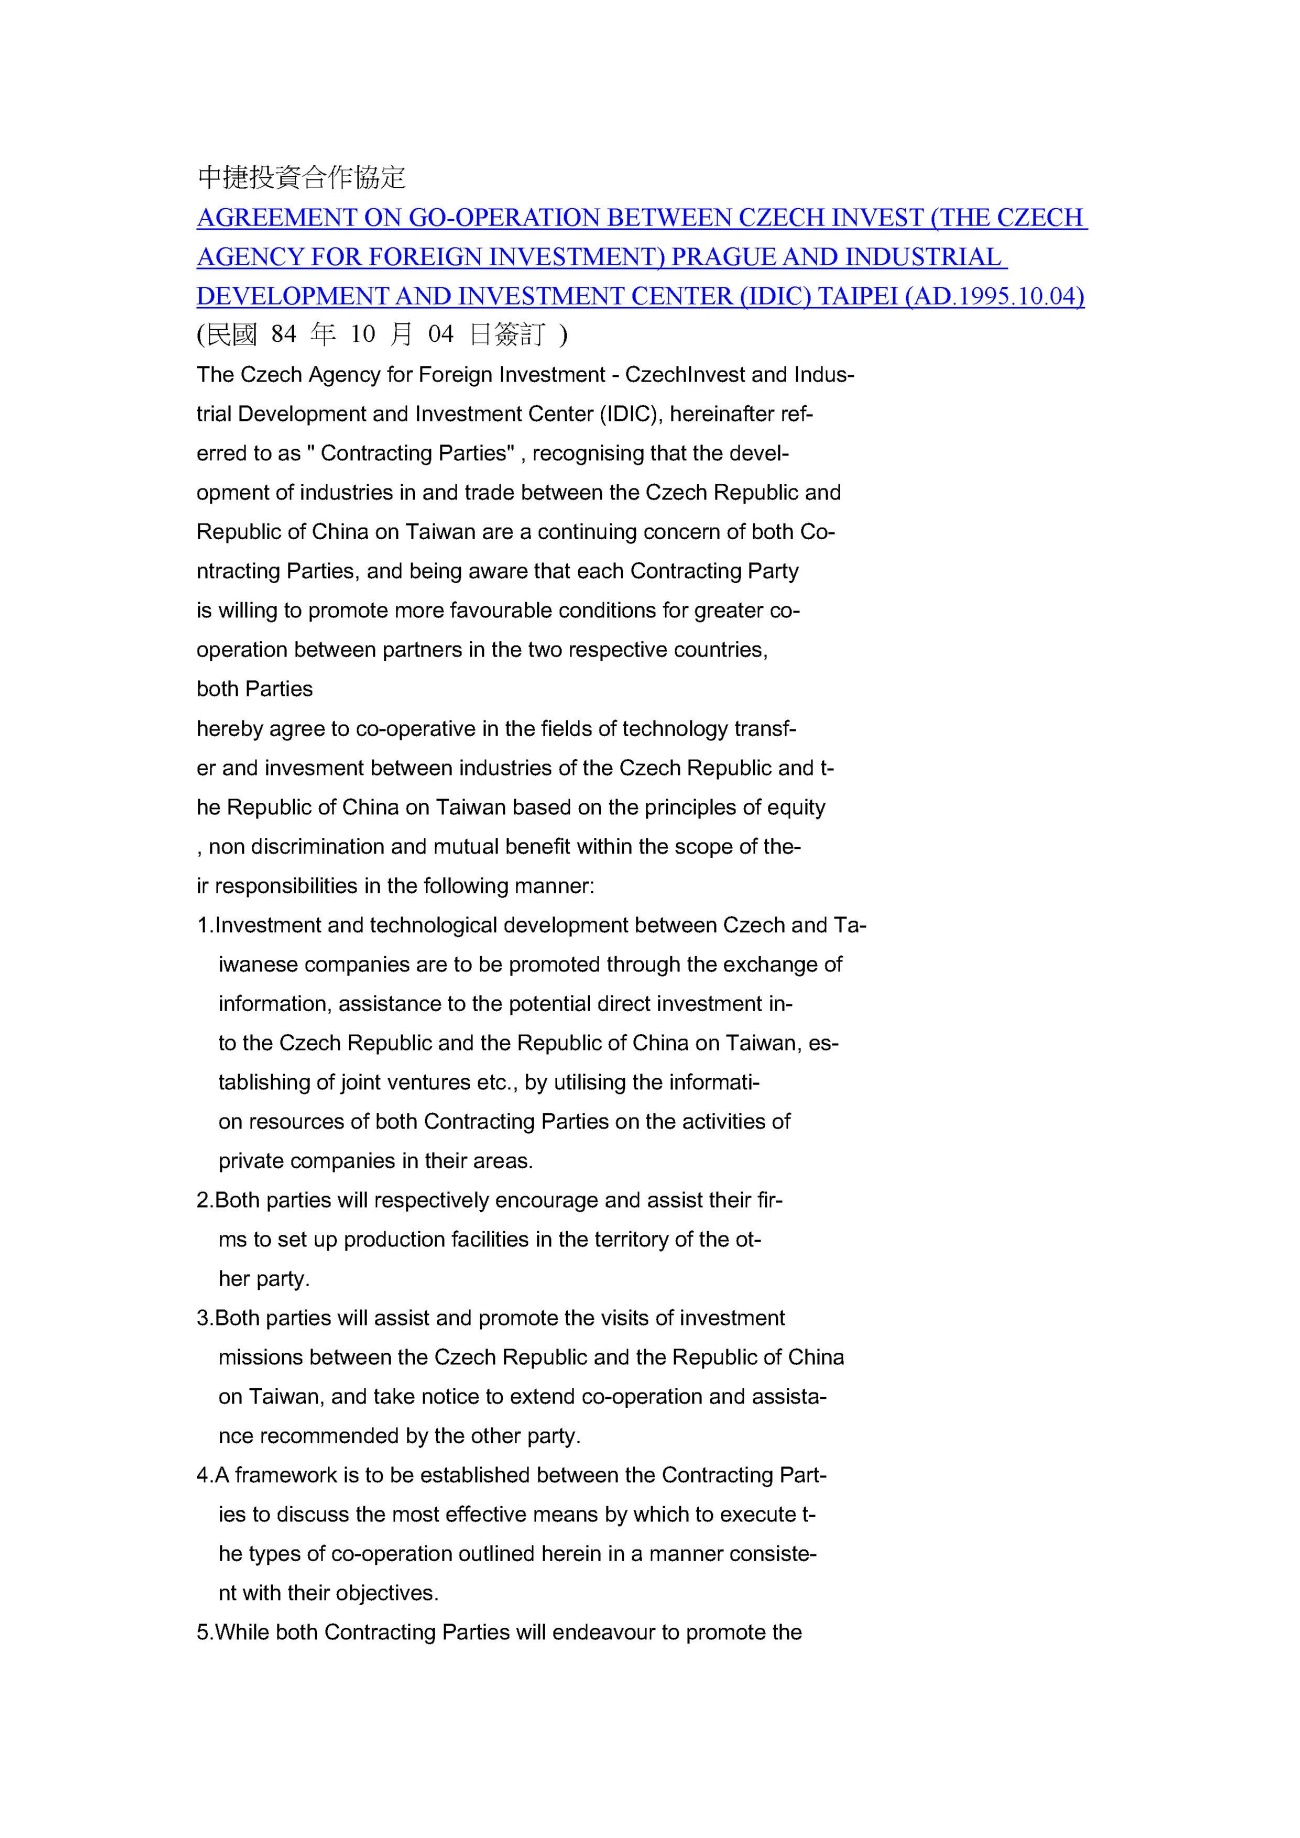 中捷投資合作協定
AGREEMENT ON GO-OPERATION BETWEEN CZECH INVEST (THE CZECH
AGENCY FOR FOREIGN INVESTMENT) PRAGUE AND INDUSTRIAL
DEVELOPMENT AND INVESTMENT CENTER (IDIC) TAIPEI (AD.1995.10.04)
(民國 84 年 10 月 04 日簽訂 )
The Czech Agency for Foreign Investment - CzechInvest and Indus-
trial Development and Investment Center (IDIC), hereinafter ref-
erred to as " Contracting Parties" , recognising that the devel-
opment of industries in and trade between the Czech Republic and
Republic of China on Taiwan are a continuing concern of both Co-
ntracting Parties, and being aware that each Contracting Party
is willing to promote more favourable conditions for greater co-
operation between partners in the two respective countries,
both Parties
hereby agree to co-operative in the fields of technology transf-
er and invesment between industries of the Czech Republic and t-
he Republic of China on Taiwan based on the principles of equity
, non discrimination and mutual benefit within the scope of the-
ir responsibilities in the following manner:
1.Investment and technological development between Czech and Ta-
iwanese companies are to be promoted through the exchange of
information, assistance to the potential direct investment in-
to the Czech Republic and the Republic of China on Taiwan, es-
tablishing of joint ventures etc., by utilising the informati-
on resources of both Contracting Parties on the activities of
private companies in their areas.
2.Both parties will respectively encourage and assist their fir-
ms to set up production facilities in the territory of the ot-
her party.
3.Both parties will assist and promote the visits of investment
missions between the Czech Republic and the Republic of China
on Taiwan, and take notice to extend co-operation and assista-
nce recommended by the other party.
4.A framework is to be established between the Contracting Part-
ies to discuss the most effective means by which to execute t-
he types of co-operation outlined herein in a manner consiste-
nt with their objectives.
5.While both Contracting Parties will endeavour to promote the